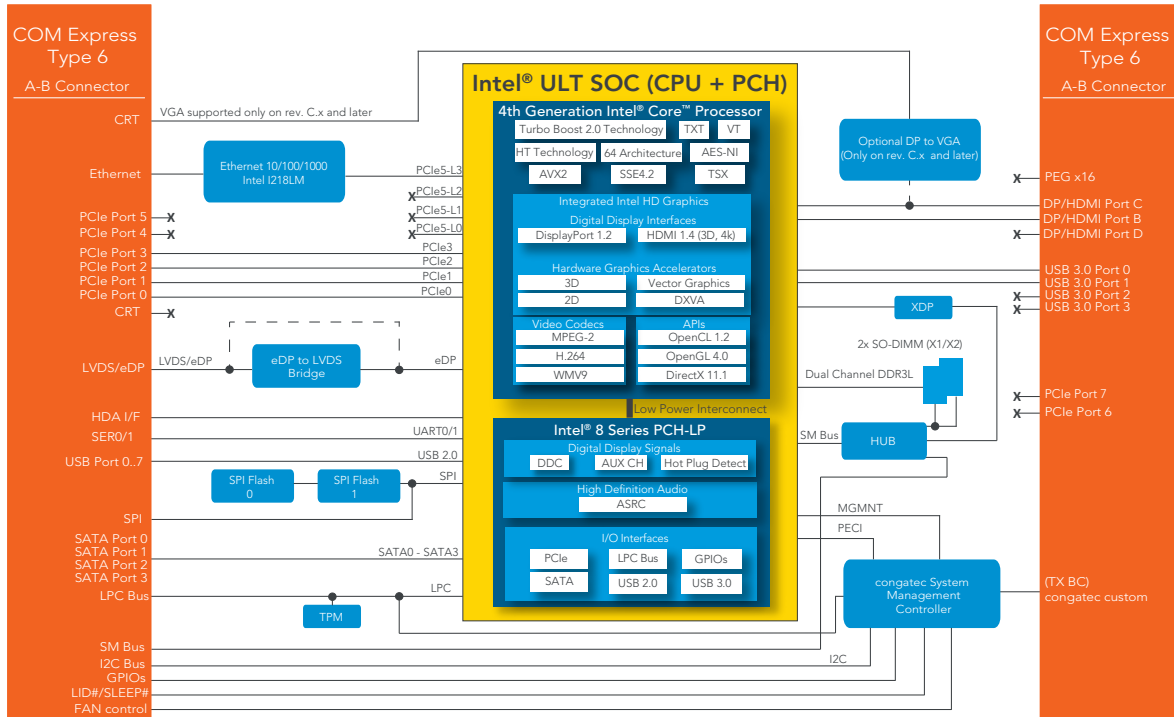 COM Express
Type 6
A-B Connector
CRT
Ethernet
PCIe Port 5
PCIe Port 4
PCIe Port 3
PCIe Port 2
PCIe Port 1
PCIe Port 0
CRT
LVDS/eDP
HDA I/F
SER0/1
USB Port 0..7
SPI
SATA Port 0
SATA Port 1
SATA Port 2
SATA Port 3
LPC Bus
SM Bus
I2C Bus
GPIOs
LID#/SLEEP#
FAN control
VGA supported only on rev. C.x and later
Ethernet 10/100/1000
Intel I218LM
PCIe5-L3
X PCIe5-L2
X PCIe5-L1
X PCIe5-L0
X
X
PCIe3
PCIe2
PCIe1
PCIe0
X
LVDS/eDP
eDP to LVDS
Bridge
eDP
UART0/1
USB 2.0
SPI Flash
0
SPI Flash
1
SPI
SATA0 - SATA3
LPC
TPM
Intel® ULT SOC (CPU + PCH)
4th Generation Intel® Core™ Processor
Turbo Boost 2.0 Technology
TXT
VT
HT Technology
64 Architecture
AES-NI
AVX2
SSE4.2
TSX
Integrated Intel HD Graphics
Digital Display Interfaces
DisplayPort 1.2
HDMI 1.4 (3D, 4k)
Hardware Graphics Accelerators
3D
Vector Graphics
2D
DXVA
Video Codecs
MPEG-2
H.264
WMV9
APIs
OpenCL 1.2
OpenGL 4.0
DirectX 11.1
Low Power Interconnect
Intel® 8 Series PCH-LP
Digital Display Signals
DDC
AUX CH
Hot Plug Detect
High Definition Audio
ASRC
I/O Interfaces
PCIe
LPC Bus
GPIOs
SATA
USB 2.0
USB 3.0
Optional DP to VGA
(Only on rev. C.x and later)
XDP
2x SO-DIMM (X1/X2)
Dual Channel DDR3L
SM Bus
HUB
MGMNT
PECI
congatec System
Management
Controller
I2C
COM Express
Type 6
A-B Connector
X PEG x16
DP/HDMI Port C
DP/HDMI Port B
X DP/HDMI Port D
USB 3.0 Port 0
USB 3.0 Port 1
X USB 3.0 Port 2
X USB 3.0 Port 3
X PCIe Port 7
X PCIe Port 6
(TX BC)
congatec custom